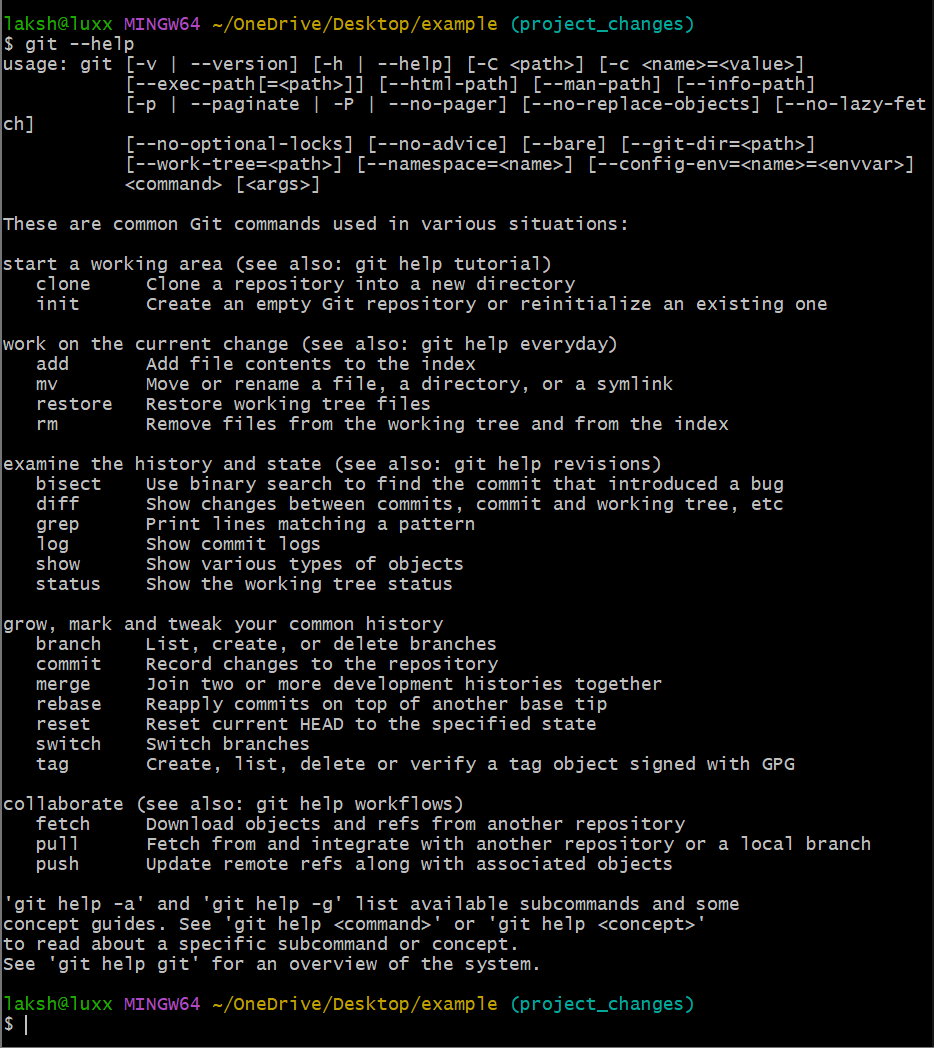 laksh@luxx MINGW64 ~/OneDrive/Desktop/example (project_changes)
$ git --help
usage: git [-v | --version] [-h | --help] [-C <path>] [-c <name>=<value>]
           [--exec-path[=<path>]] [--html-path] [--man-path] [--info-path]
           [-p | --paginate | -P | --no-pager] [--no-replace-objects] [--no-lazy-fet
ch]
           [--no-optional-locks] [--no-advice] [--bare] [--git-dir=<path>]
           [--work-tree=<path>] [--namespace=<name>] [--config-env=<name>=<envvar>]
           <command> [<args>]

These are common Git commands used in various situations:

start a working area (see also: git help tutorial)
   clone     Clone a repository into a new directory
   init      Create an empty Git repository or reinitialize an existing one

work on the current change (see also: git help everyday)
   add       Add file contents to the index
   mv        Move or rename a file, a directory, or a symlink
   restore   Restore working tree files
   rm        Remove files from the working tree and from the index

examine the history and state (see also: git help revisions)
   bisect    Use binary search to find the commit that introduced a bug
   diff      Show changes between commits, commit and working tree, etc
   grep      Print lines matching a pattern
   log       Show commit logs
   show      Show various types of objects
   status    Show the working tree status

grow, mark and tweak your common history
   branch    List, create, or delete branches
   commit    Record changes to the repository
   merge     Join two or more development histories together
   rebase    Reapply commits on top of another base tip
   reset     Reset current HEAD to the specified state
   switch    Switch branches
   tag       Create, list, delete or verify a tag object signed with GPG

collaborate (see also: git help workflows)
   fetch     Download objects and refs from another repository
   pull      Fetch from and integrate with another repository or a local branch
   push      Update remote refs along with associated objects

'git help -a' and 'git help -g' list available subcommands and some
concept guides. See 'git help <command>' or 'git help <concept>'
to read about a specific subcommand or concept.
See 'git help git' for an overview of the system.

laksh@luxx MINGW64 ~/OneDrive/Desktop/example (project_changes)
$